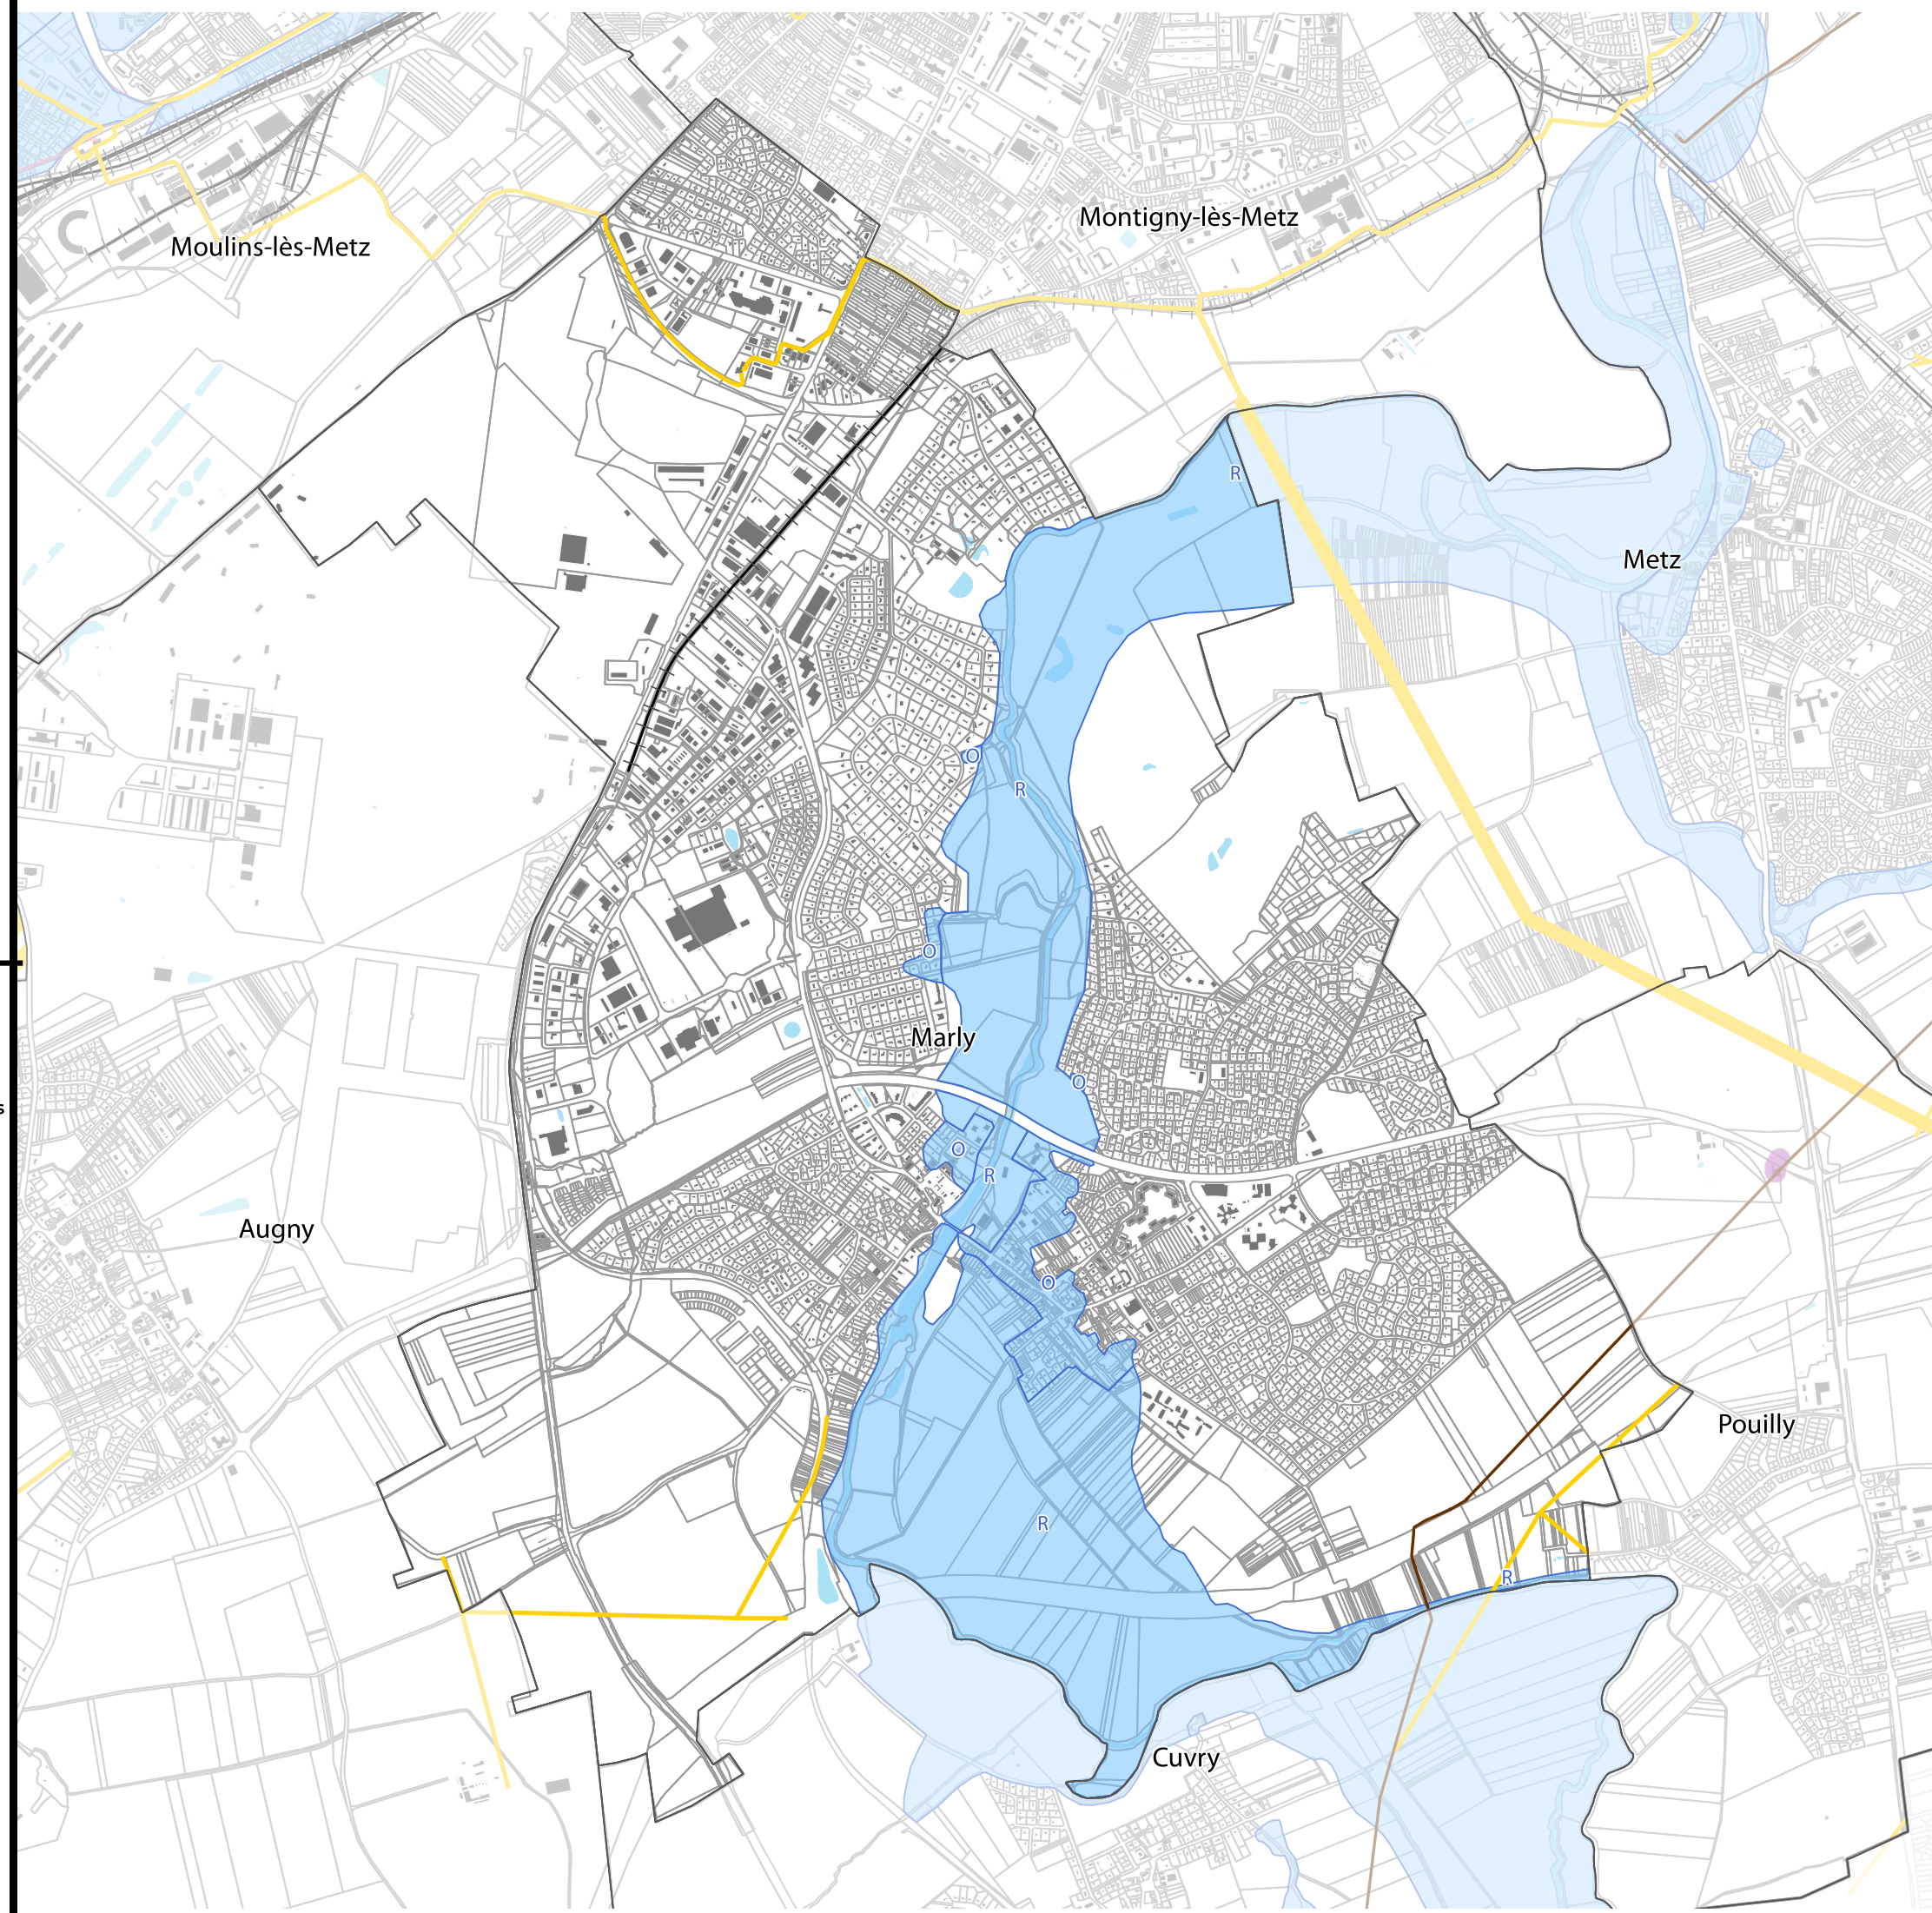 Montigny-lès-Metz
Moulins-lès-Metz
R
Metz
O
R
O
Marly
s
O
O
R
Augny
O
Pouilly
R
R
Cuvry